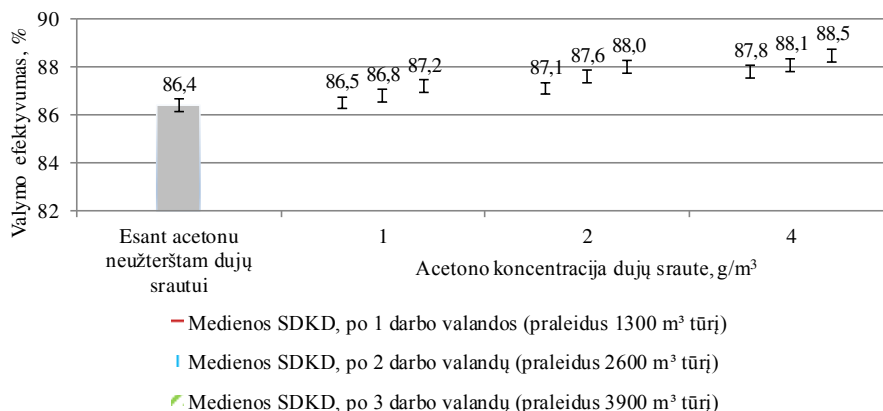 Valymo efektyvumas, %
90
88
86
84
82
86,4
86,5
86,8
87,2
87,1
87,6
88,0
87,8
88,1
88,5
Esant acetonu
neužterštam dujų
srautui
1
2
4
Acetono koncentracija dujų sraute, g/m³
Medienos SDKD, po 1 darbo valandos (praleidus 1300 m³ tūrį)
Medienos SDKD, po 2 darbo valandų (praleidus 2600 m³ tūrį)
Medienos SDKD, po 3 darbo valandų (praleidus 3900 m³ tūrį)